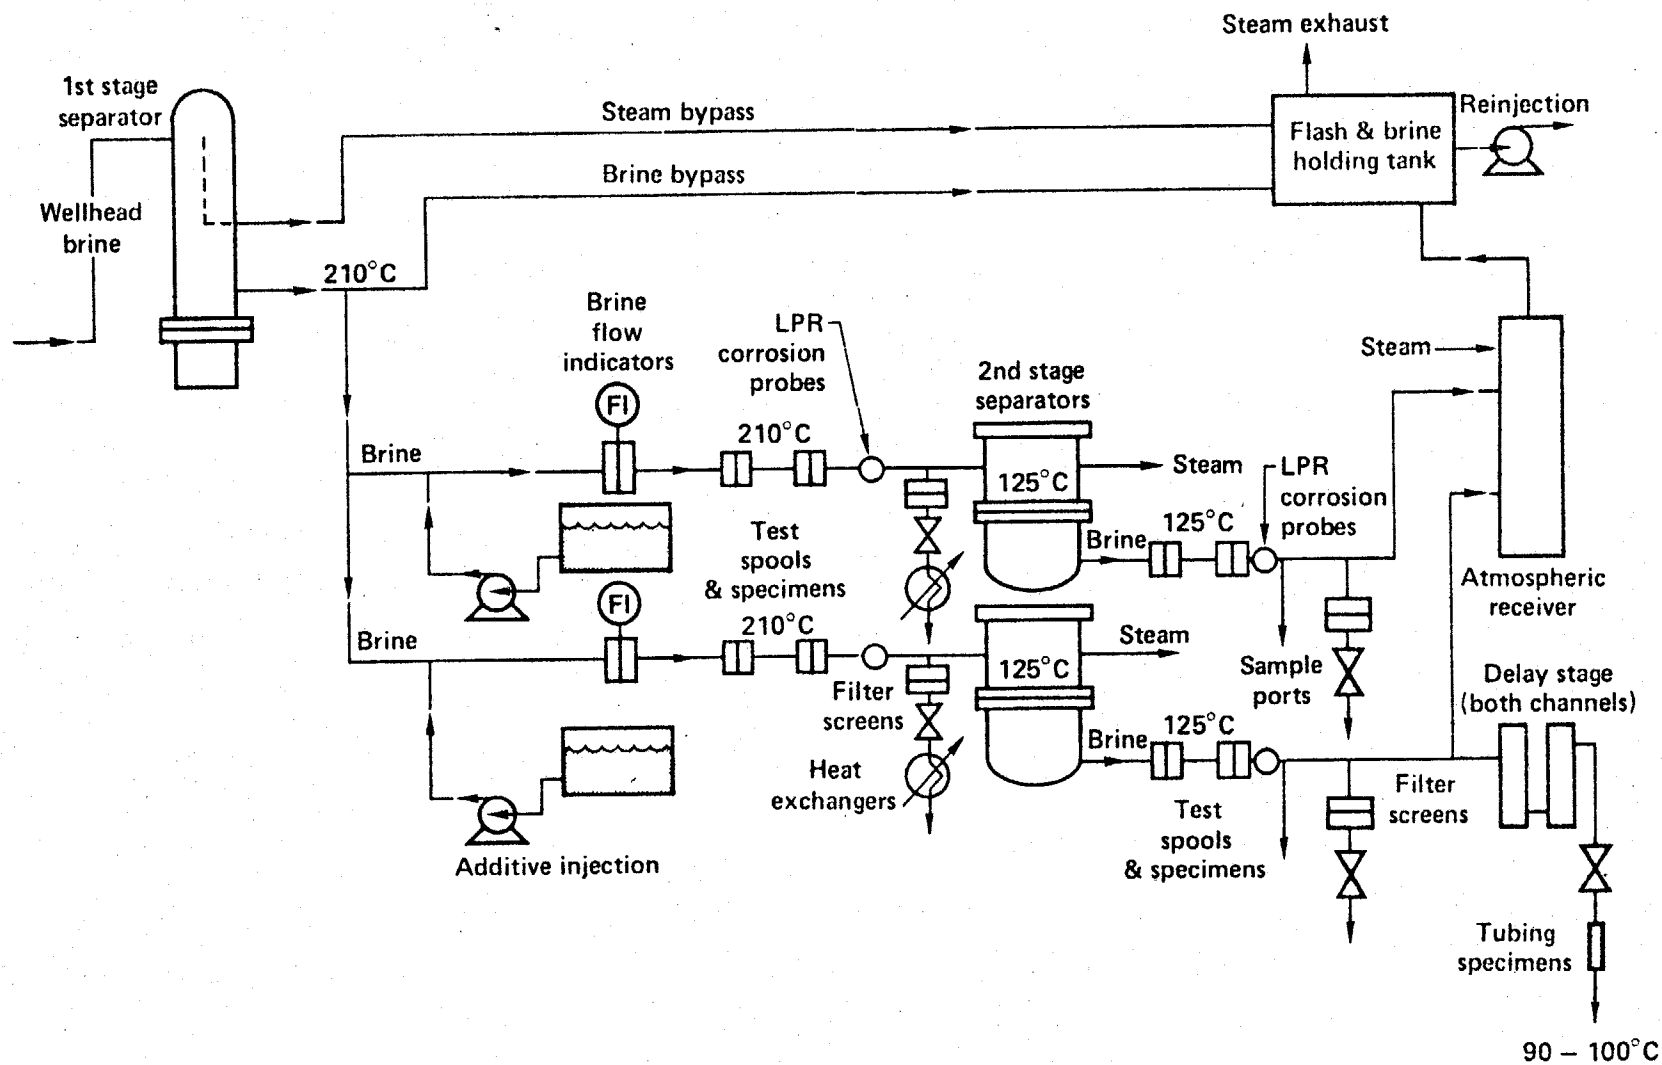 Steam exhaust
1st stage
separator
Steam bypass
Flash & brine
holding tank
Reinjection
Brine bypass
Wellhead
brine
210°C
Brine
flow
indicators
FI
LPR
corrosion
probes
2nd stage
separators
Steam
210°C
Brine
125°C
Steam
LPR
corrosion
probes
125°C
Brine
Test
spools
& specimens
Atmospheric
receiver
FI
210°C
Brine
Steam
125°C
Sample
ports
Filter
screens
Delay stage
(both channels)
125°C
Brine
Heat
exchangers
Filter
screens
Test
spools
& specimens
Additive injection
Tubing
specimens
90 – 100°C